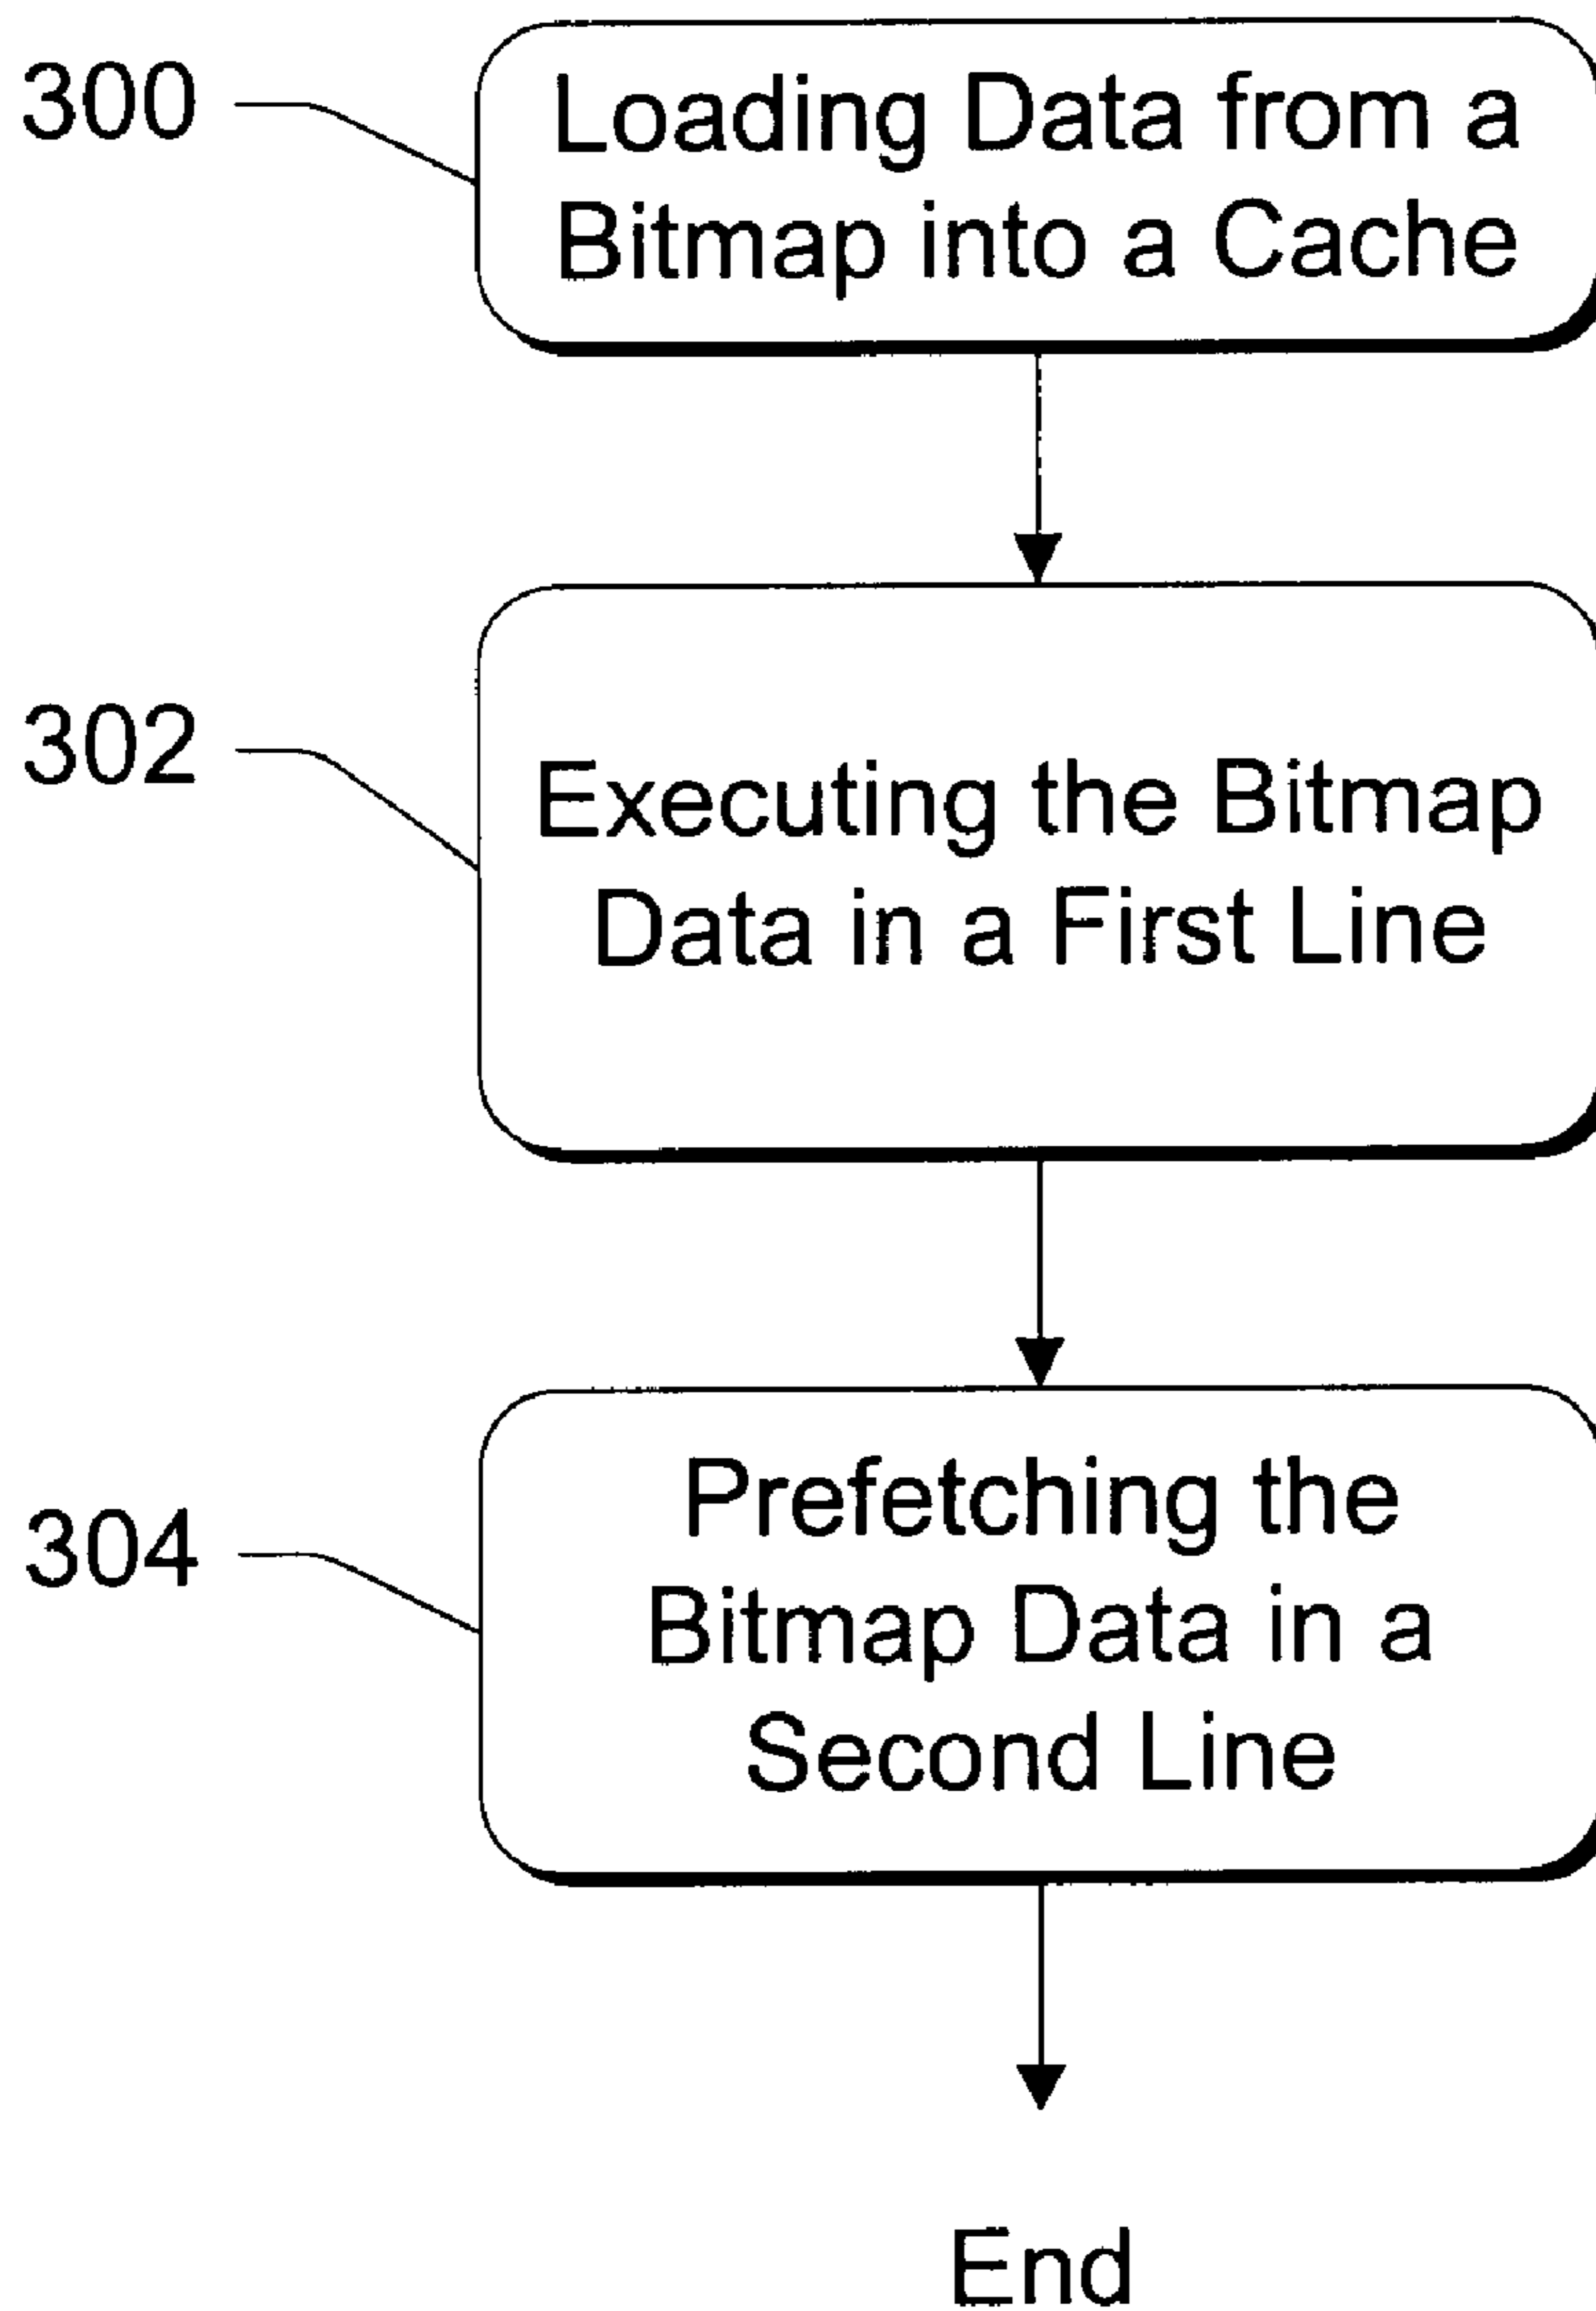 300
Loading Data from a
Bitmap into a Cache
302
Executing the Bitmap
Data in a First Line
304
Prefetching the
Bitmap Data in a
Second Line
End